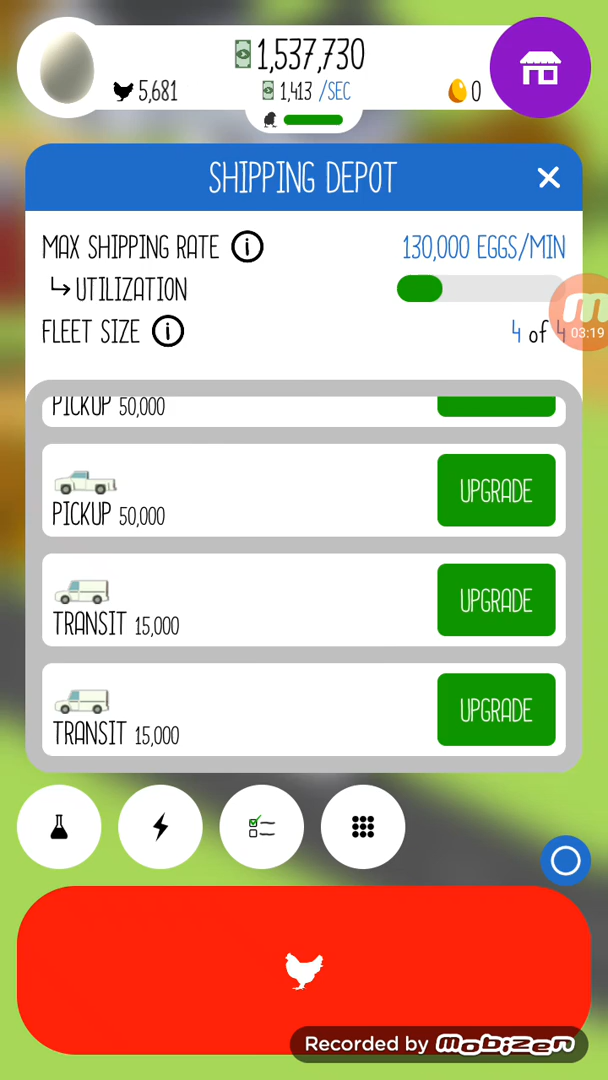 1,537,730
5,681
1,413 /SEC
0
SHIPPING DEPOT
MAX SHIPPING RATE
130,000 EGGS/MIN
UTILIZATION
FLEET SIZE
4 of 4
03:19
PICKUP 50,000
PICKUP 50,000
UPGRADE
TRANSIT 15,000
UPGRADE
TRANSIT 15,000
UPGRADE
Recorded by mobizen